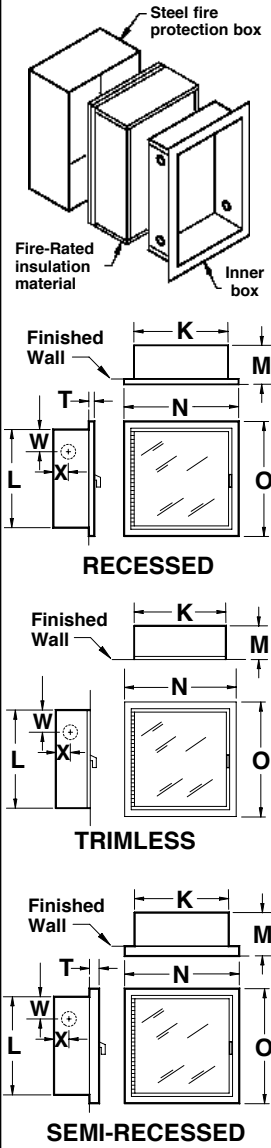 Steel fire
protection box
Fire-Rated
insulation
material
Inner
box
Finished
Wall
K
M
T
N
W
X
L
O
RECESSED
Finished
Wall
K
M
N
W
X
L
O
TRIMLESS
Finished
Wall
K
M
T
N
W
X
L
O
SEMI-RECESSED